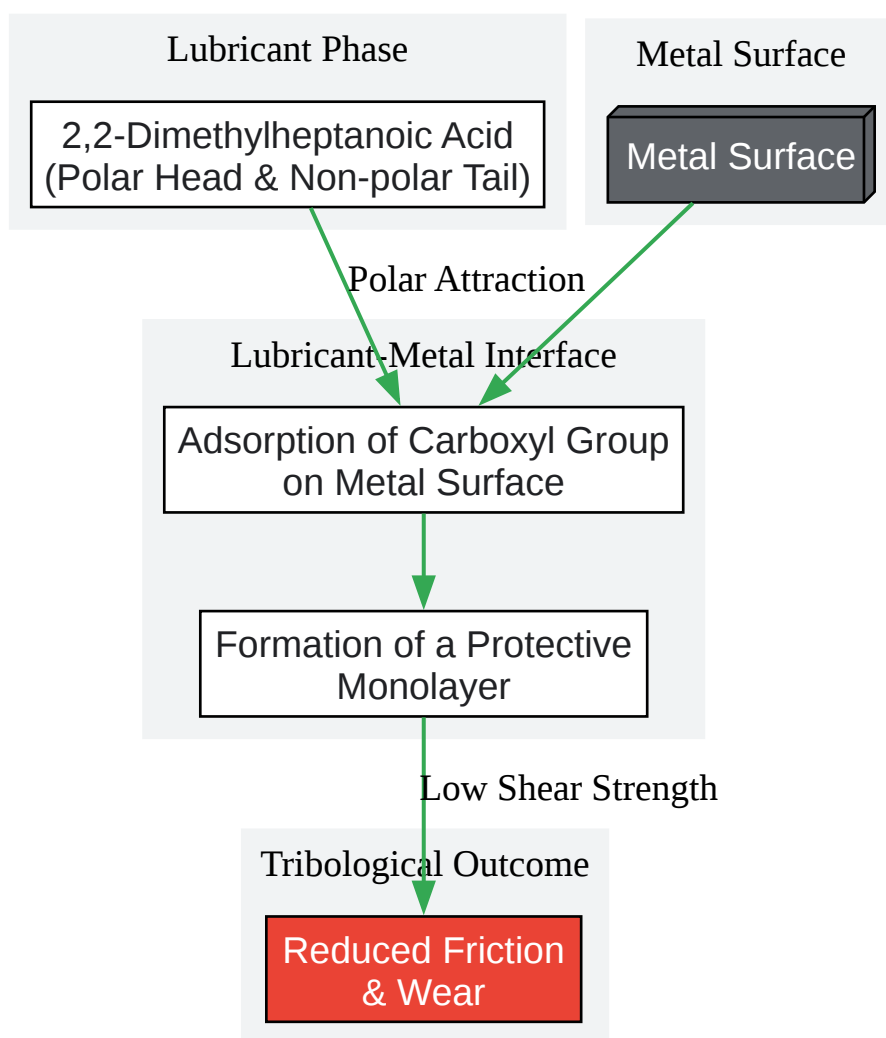 Lubricant Phase
2,2-Dimethylheptanoic Acid
(Polar Head & Non-polar Tail)
Metal Surface
Metal Surface
Polar Attraction
Lubricant-Metal Interface
Adsorption of Carboxyl Group
on Metal Surface
Formation of a Protective
Monolayer
Low Shear Strength
Tribological Outcome
Reduced Friction
& Wear